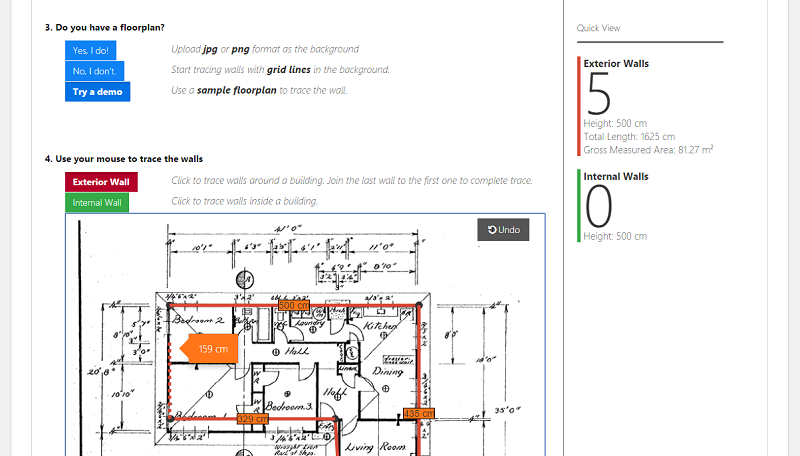 3. Do you have a floorplan?
Yes, I do!
Upload jpg or png format as the background
No, I don't.
Start tracing walls with grid lines in the background.
Try a demo
Use a sample floorplan to trace the wall.
4. Use your mouse to trace the walls
Exterior Wall
Click to trace walls around a building. Join the last wall to the first one to complete trace.
Internal Wall
Click to trace walls inside a building.
Undo
41'0"
10'1"
11'0"
8'10"
500 cm
Bedroom 2
Laundry
Kitchen
159 cm
Hall
8'0"
20'8"
Linen
Dining
10'10"
Hall
Bedroom 3
329 cm
435 cm
35'0"
Entry
Living Room
Quick View
Exterior Walls
5
Height: 500 cm
Total Length: 1625 cm
Gross Measured Area: 81.27 m²
Internal Walls
0
Height: 500 cm